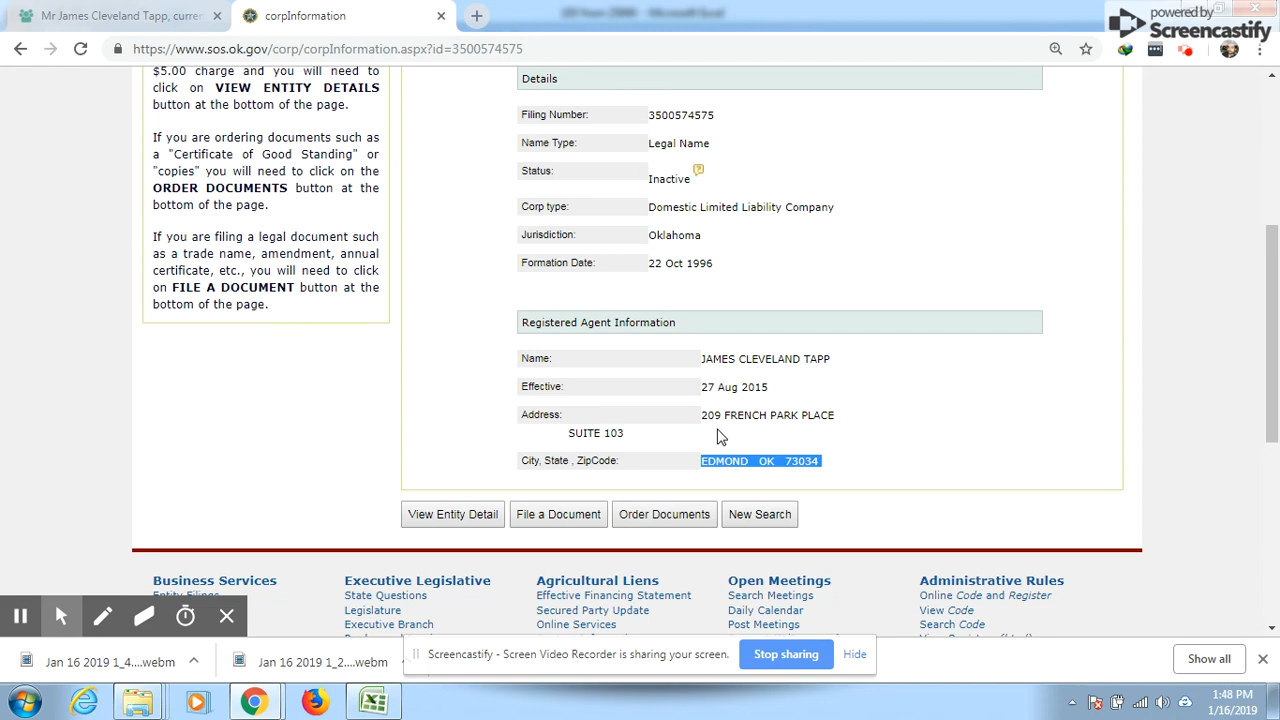 Mr James Cleveland Tapp, curren
corpInformation
powered by
Screencastify
https://www.sos.ok.gov/corp/corpInformation.aspx?id=3500574575
$5.00 charge and you will need to
click on VIEW ENTITY DETAILS
button at the bottom of the page.
If you are ordering documents such as
a "Certificate of Good Standing" or
"copies" you will need to click on the
ORDER DOCUMENTS button at the
bottom of the page.
If you are filing a legal document such
as a trade name, amendment, annual
certificate, etc., you will need to click
on FILE A DOCUMENT button at the
bottom of the page.
Details
Filing Number: 3500574575
Name Type: Legal Name
Status: Inactive
Corp type: Domestic Limited Liability Company
Jurisdiction: Oklahoma
Formation Date: 22 Oct 1996
Registered Agent Information
Name: JAMES CLEVELAND TAPP
Effective: 27 Aug 2015
Address: 209 FRENCH PARK PLACE
SUITE 103
City, State , ZipCode: EDMOND OK 73034
View Entity Detail File a Document Order Documents New Search
Business Services Executive Legislative Agricultural Liens Open Meetings Administrative Rules
State Questions Effective Financing Statement Search Meetings Online Code and Register
Legislature Secured Party Update Daily Calendar View Code
Executive Branch Online Services Post Meetings Search Code
Screencastify - Screen Video Recorder is sharing your screen. Stop sharing Hide
Jan 16 2019 1_4....webm Jan 16 2019 1_2....webm Show all
1:48 PM
1/16/2019